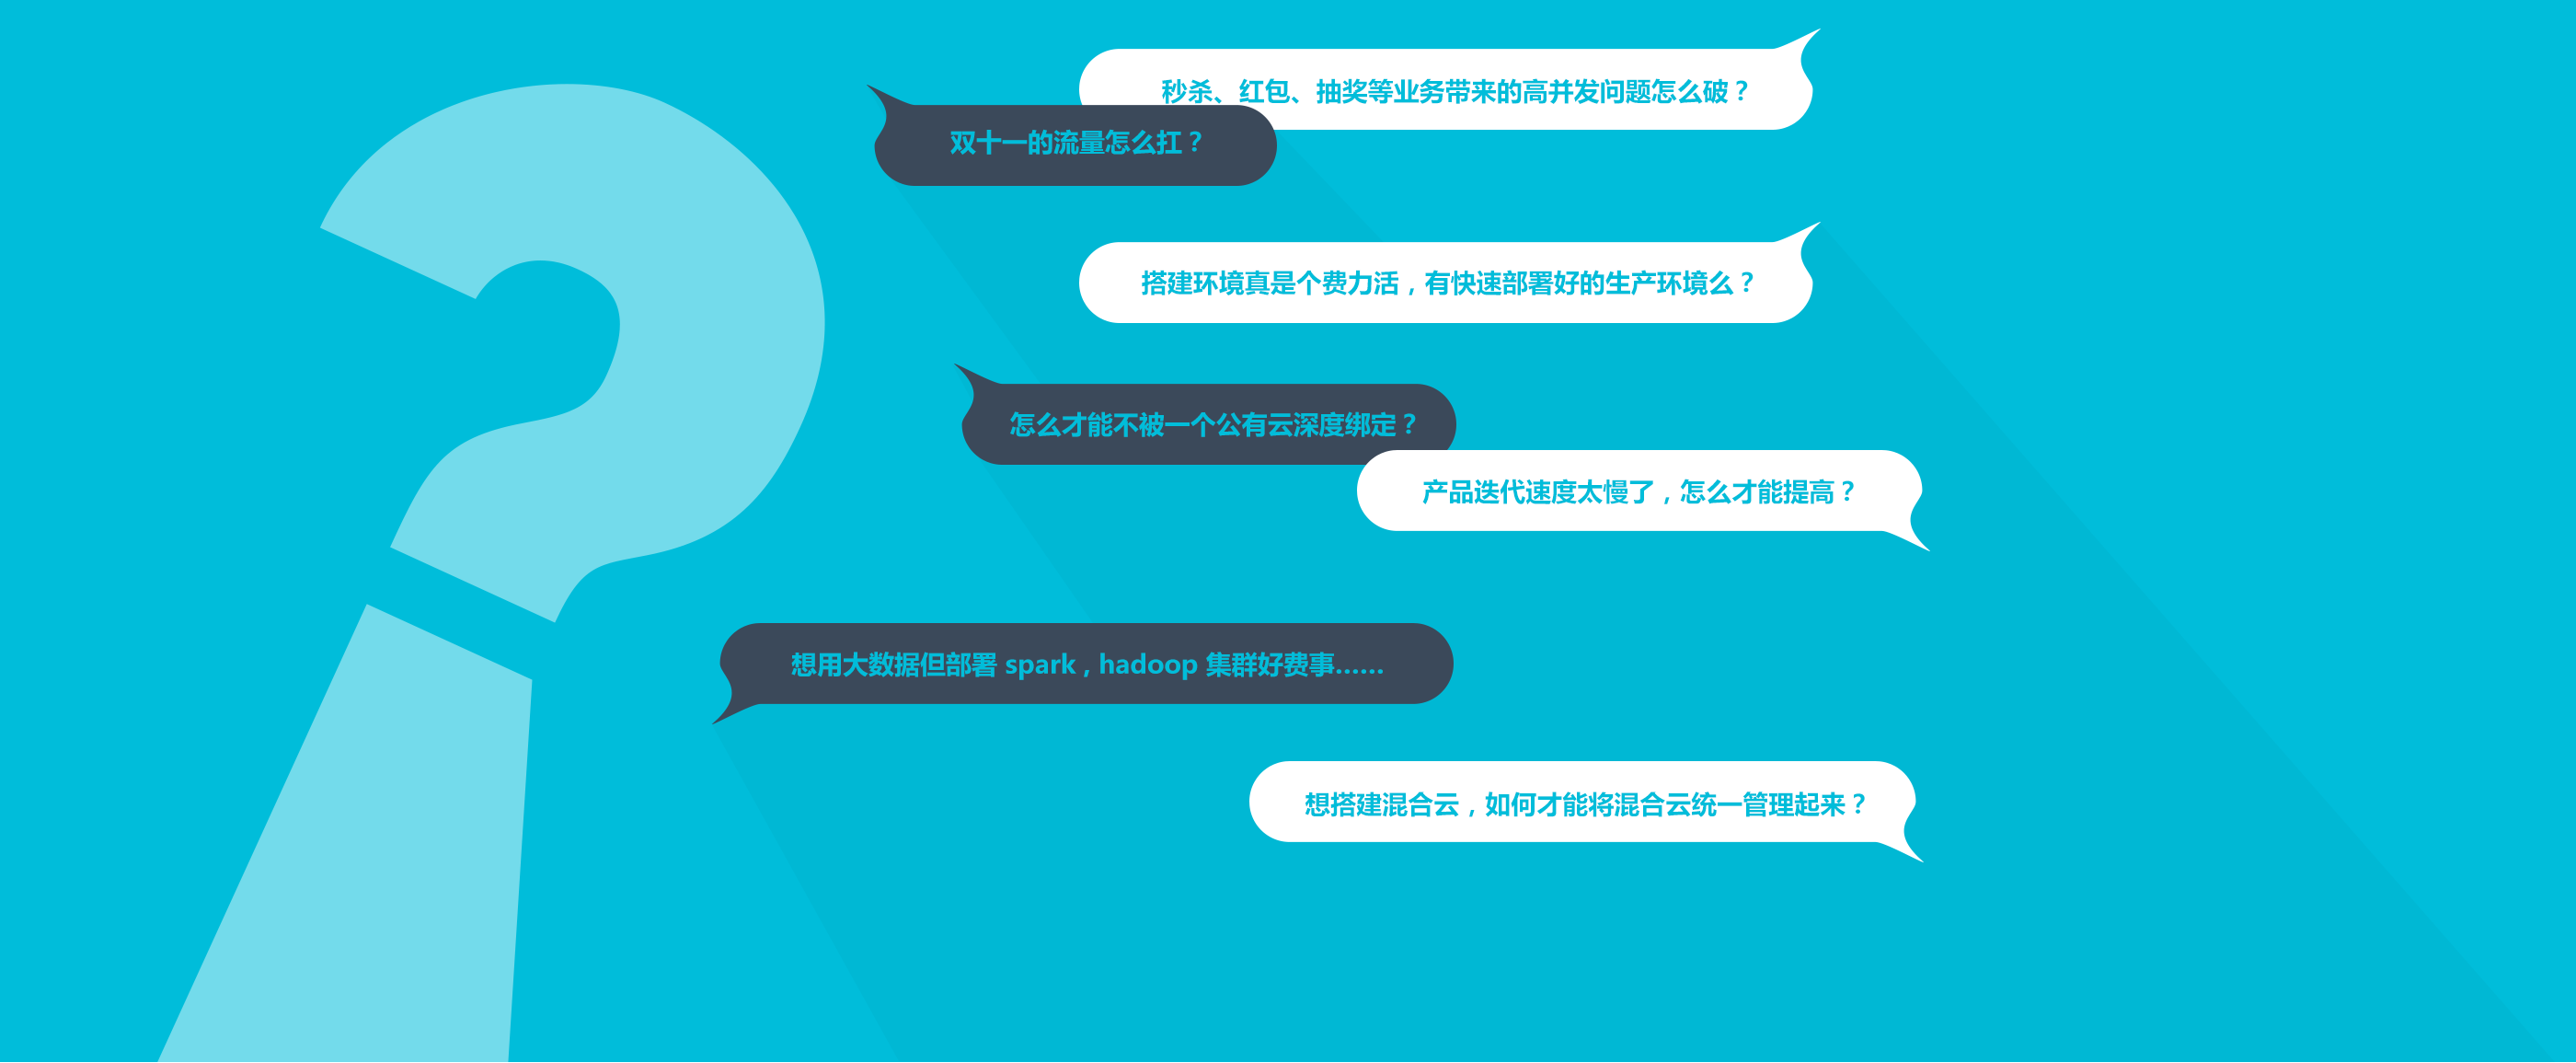 秒杀、红包、抽奖等业务带来的高并发问题怎么破？
双十一的流量怎么扛？
搭建环境真是个费力活，有快速部署好的生产环境么？
怎么才能不被一个公有云深度绑定？
产品迭代速度太慢了，怎么才能提高？
想用大数据但部署 spark，hadoop 集群好费事……
想搭建混合云，如何才能将混合云统一管理起来？